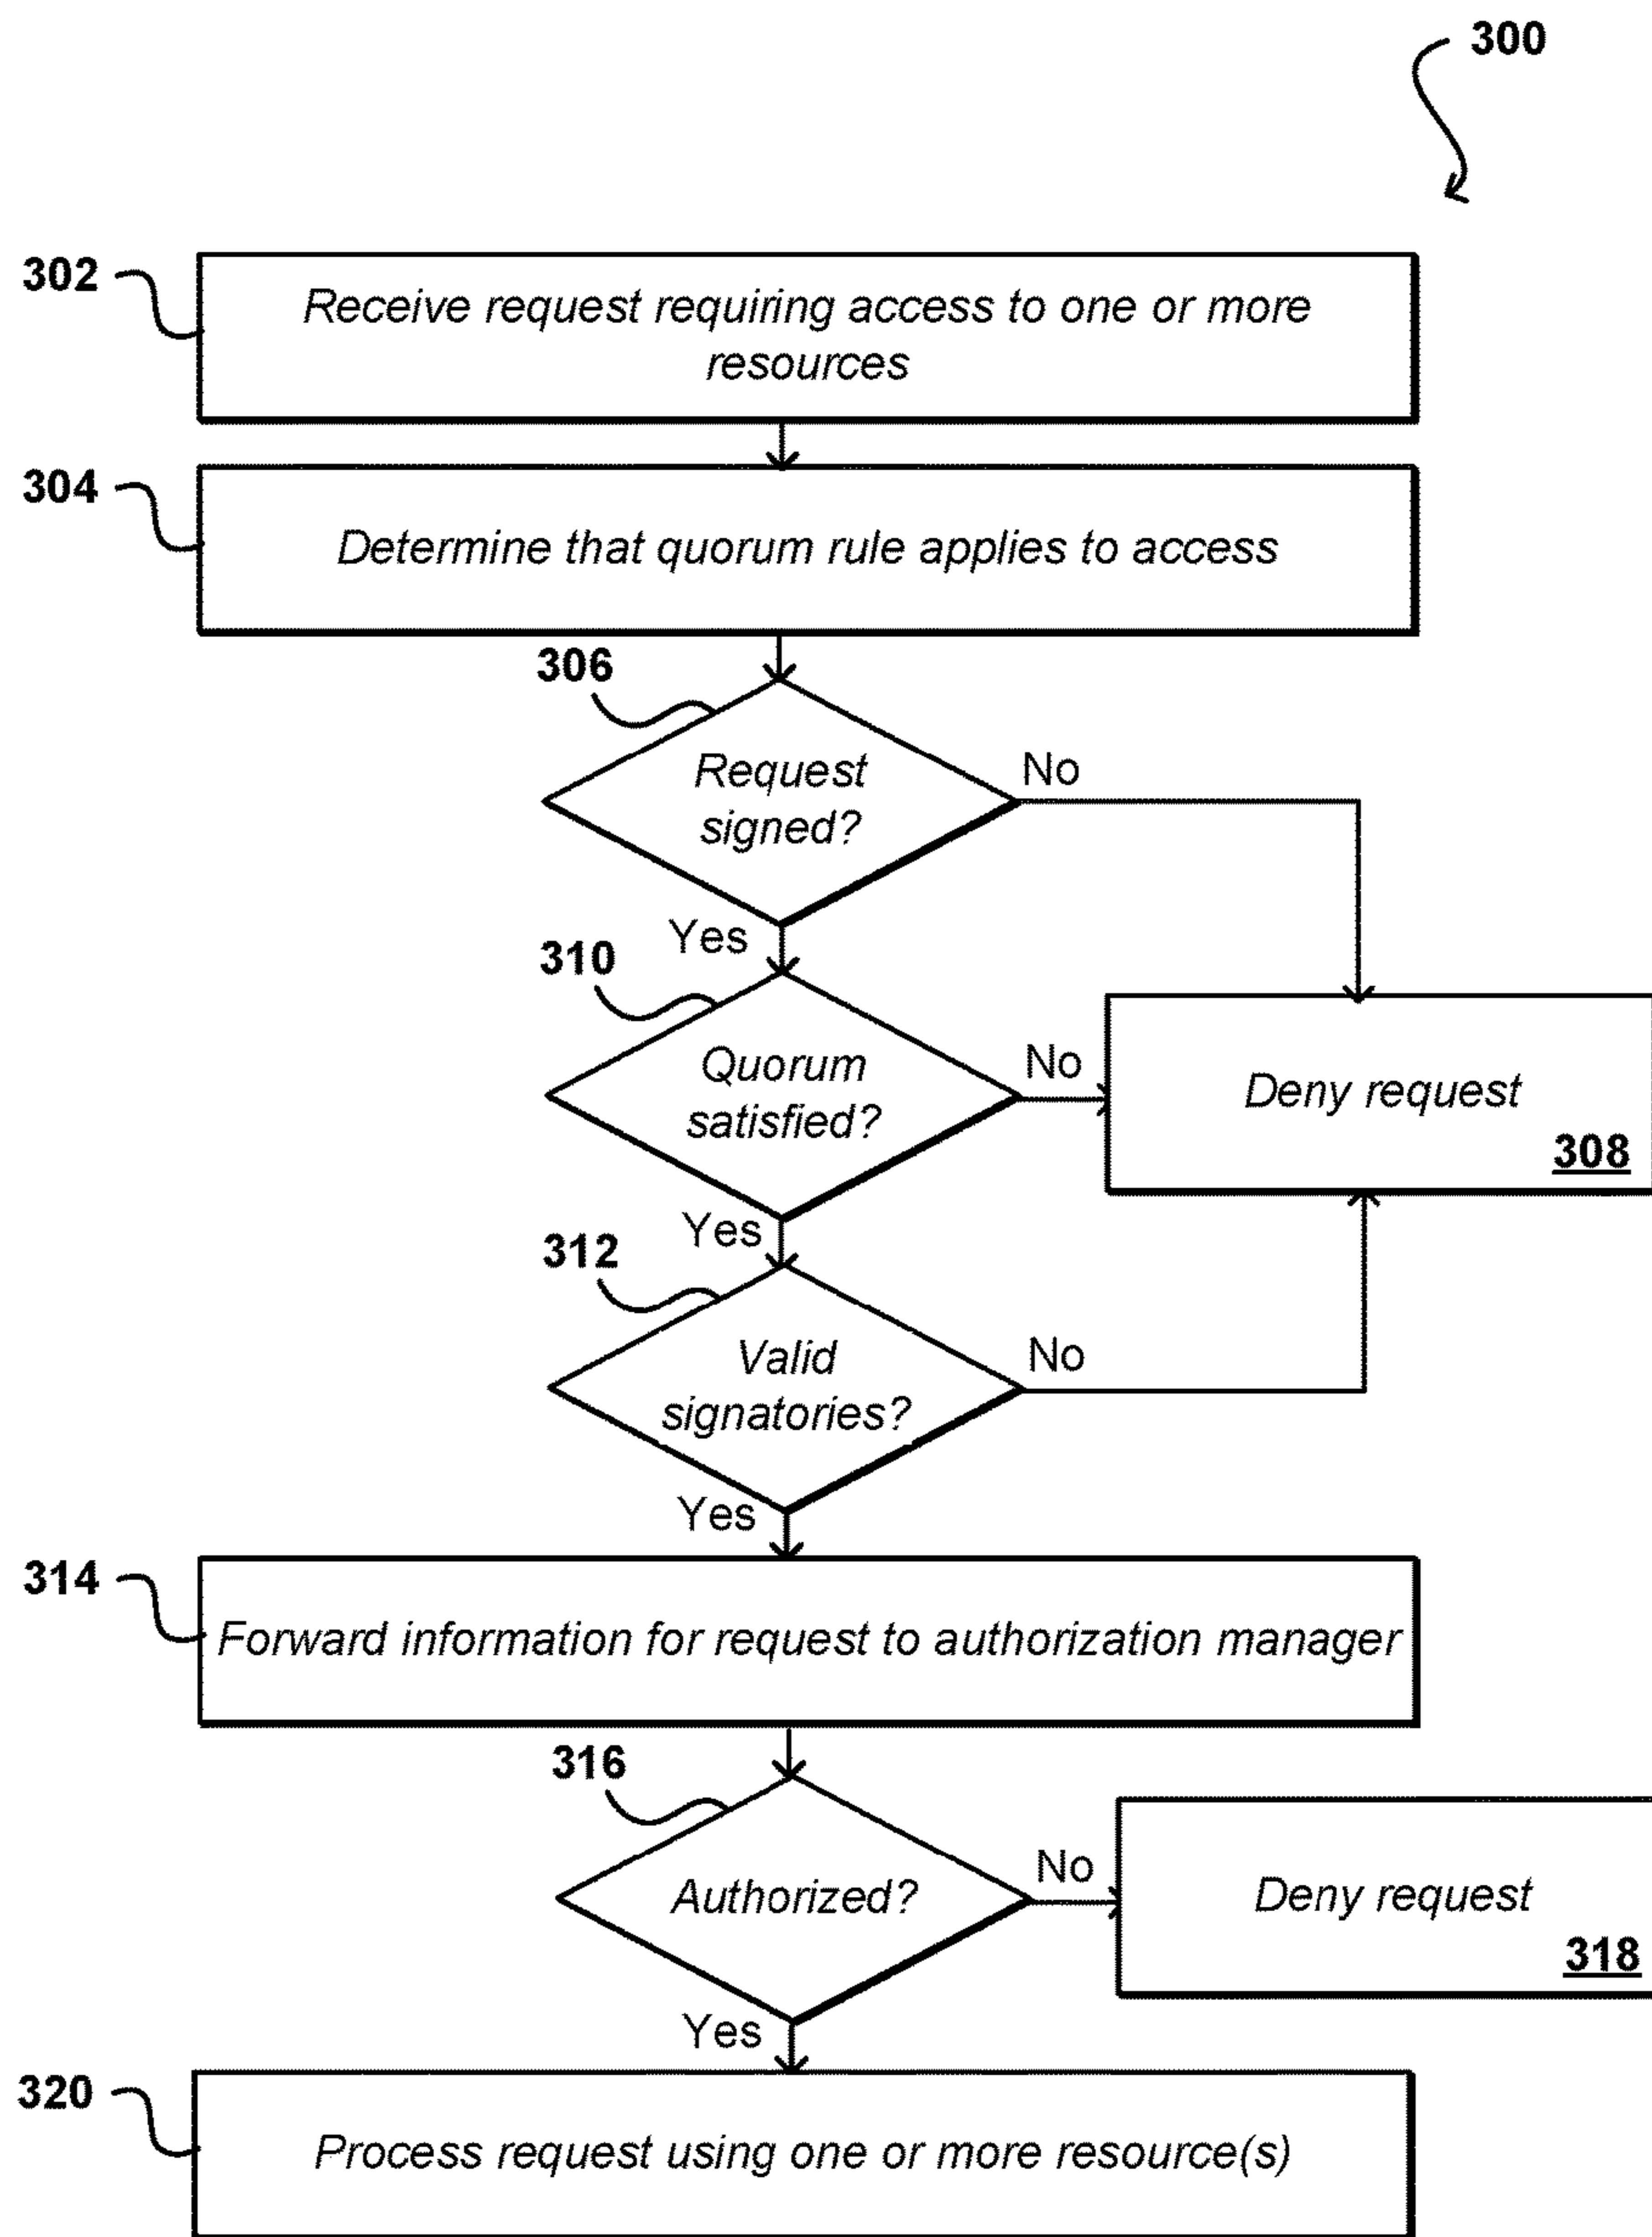 300
302
Receive request requiring access to one or more
resources
304
Determine that quorum rule applies to access
306
Request
signed?
No
Yes
310
Quorum
satisfied?
No
Deny request
308
Yes
312
Valid
signatories?
No
Yes
314
Forward information for request to authorization manager
316
Authorized?
No
Deny request
318
Yes
320
Process request using one or more resource(s)